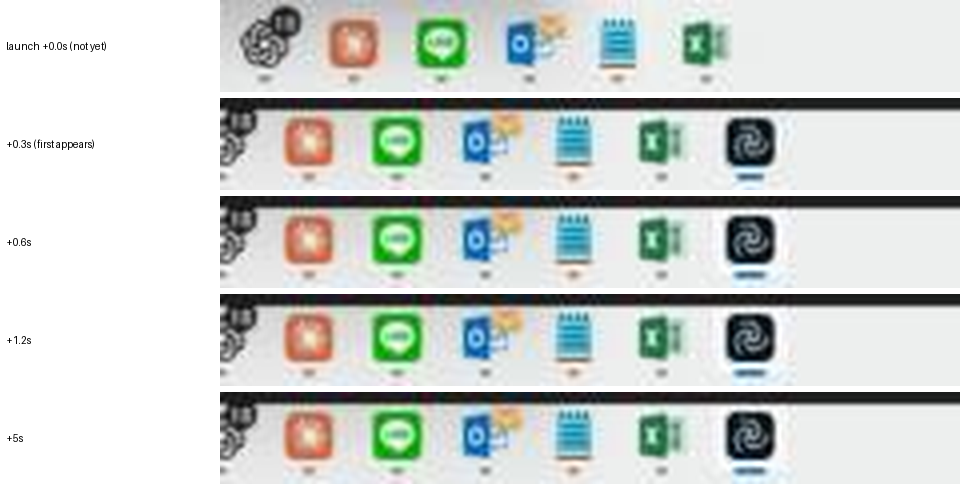 launch +0.0s (not yet)
+0.3s (first appears)
+0.6s
+1.2s
+5s